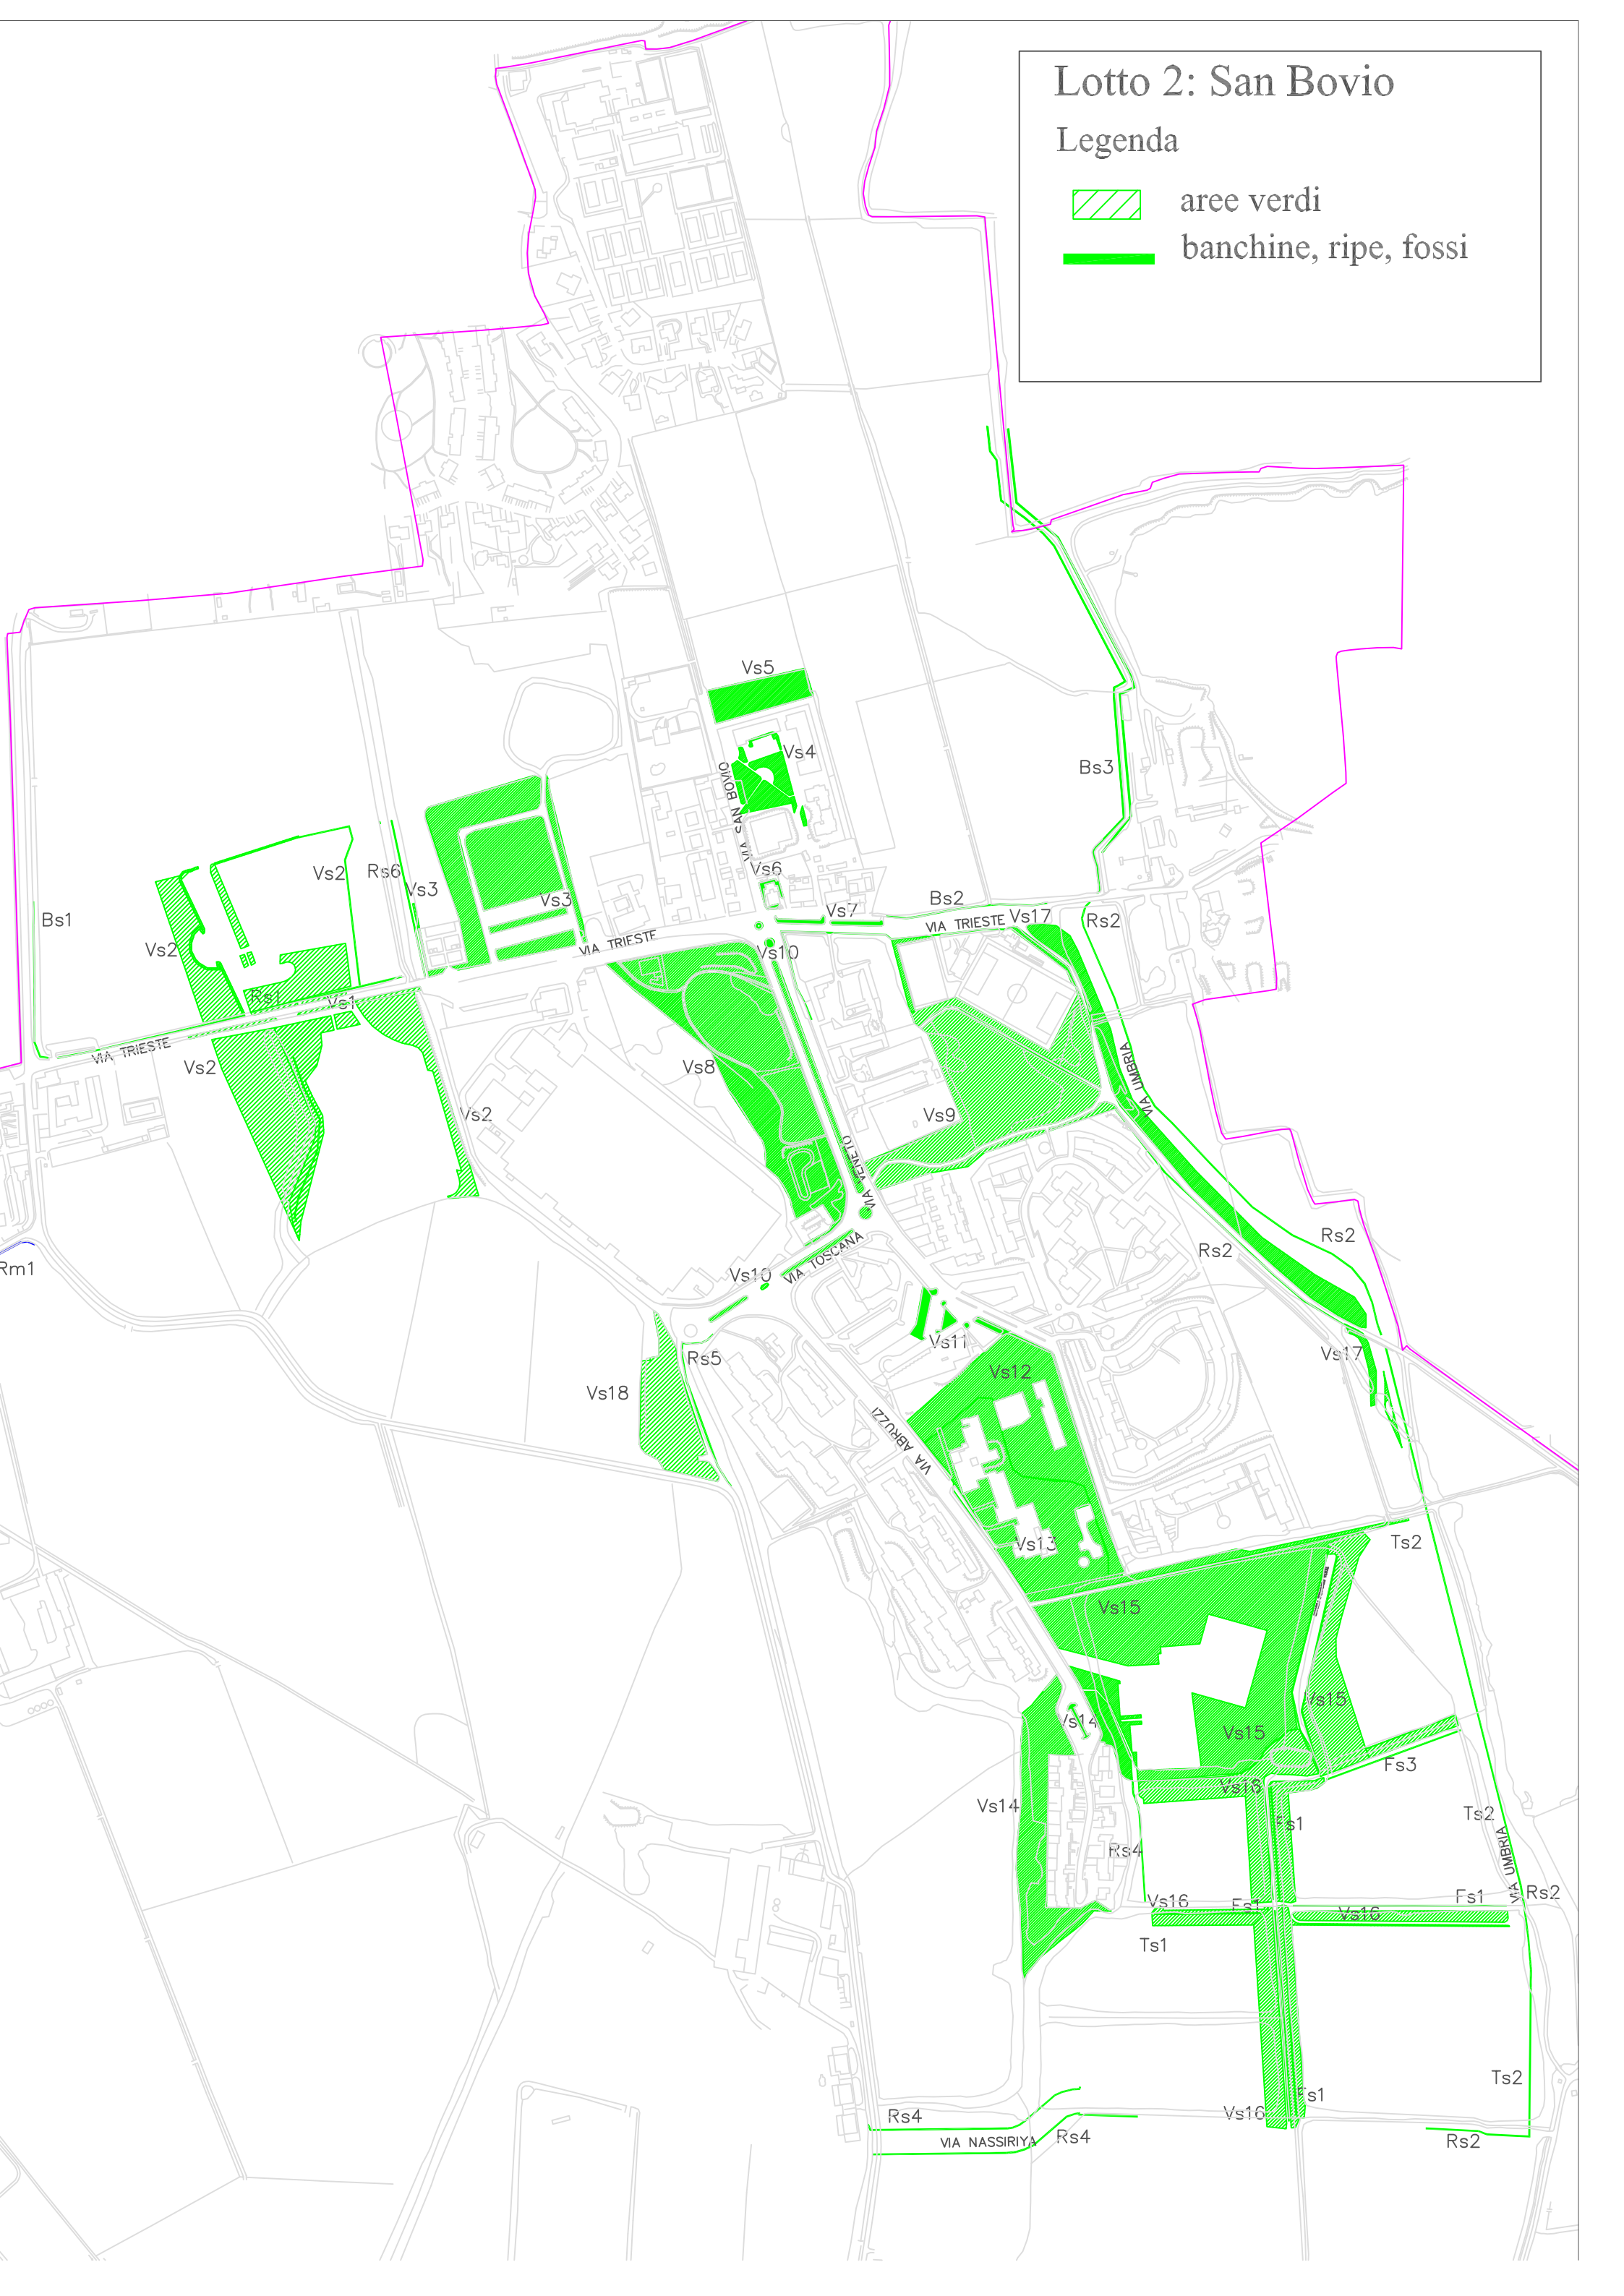 Lotto 2: San Bovio
Legenda
aree verdi
banchine, ripe, fossi
Vs5
Vs4
VIA SAN BOVIO
Bs3
Vs6
Vs2
Rs6
Vs3
Vs3
Bs2
Vs7
VIA TRIESTE
Vs17
Rs2
Bs1
Vs2
VIA TRIESTE
Vs10
Rs1
Vs1
VIA TRIESTE
Vs2
Vs8
VIA UMBRIA
Vs2
Vs9
VIA VENETO
Rs2
Rs2
VIA TOSCANA
Rm1
Vs10
Vs11
Vs17
Rs5
Vs12
Vs18
VIA ABRUZZI
Vs13
Ts2
Vs15
Vs15
Vs14
Vs15
Fs3
Vs16
Vs14
Fs1
Ts2
VIA UMBRIA
Rs4
Rs2
Vs16
Fs1
Fs1
Vs16
Ts1
Ts2
Fs1
Vs16
Rs4
VIA NASSIRIYA
Rs4
Rs2